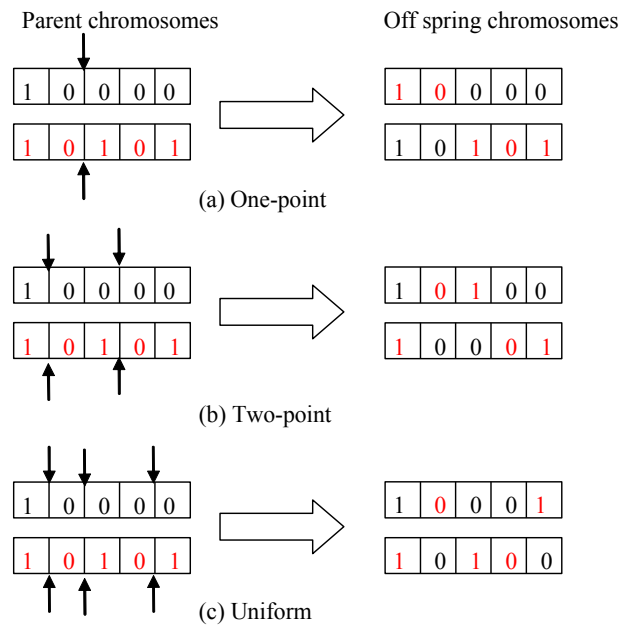 Parent chromosomes
Off spring chromosomes
1 0 0 0 0
1 0 0 0 0
1 0 1 0 1
1 0 1 0 1
(a) One-point
1 0 0 0 0
1 0 1 0 0
1 0 1 0 1
1 0 0 0 1
(b) Two-point
1 0 0 0 0
1 0 0 0 1
1 0 1 0 1
1 0 1 0 0
(c) Uniform